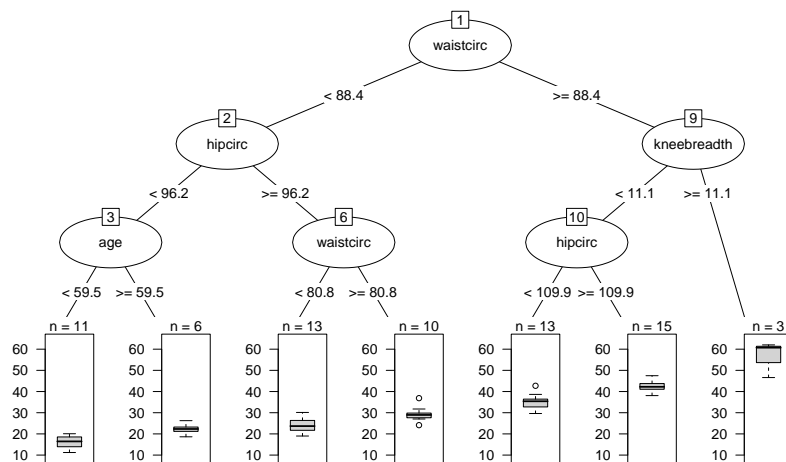 1
waistcirc
< 88.4 >= 88.4
2 9
hipcirc kneebreadth
< 96.2 >= 96.2 < 11.1 >= 11.1
3 6 10
age waistcirc hipcirc
< 59.5 >= 59.5 < 80.8 >= 80.8 < 109.9 >= 109.9
n = 11 n = 6 n = 13 n = 10 n = 13 n = 15 n = 3
60 60 60 60 60 60 60
50 50 50 50 50 50 50
40 40 40 40 40 40 40
30 30 30 30 30 30 30
20 20 20 20 20 20 20
10 10 10 10 10 10 10